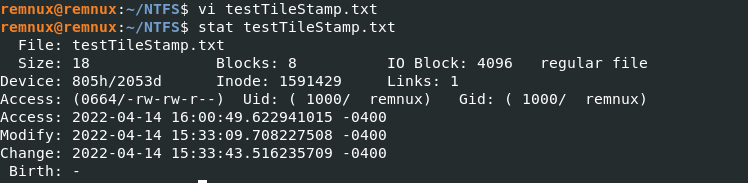 remnux@remnux:~/NTFS$ vi testTileStamp.txt
remnux@remnux:~/NTFS$ stat testTileStamp.txt
  File: testTileStamp.txt
  Size: 18              Blocks: 8          IO Block: 4096   regular file
Device: 805h/2053d      Inode: 1591429     Links: 1
Access: (0664/-rw-rw-r--)  Uid: ( 1000/  remnux)   Gid: ( 1000/  remnux)
Access: 2022-04-14 16:00:49.622941015 -0400
Modify: 2022-04-14 15:33:09.708227508 -0400
Change: 2022-04-14 15:33:43.516235709 -0400
 Birth: -